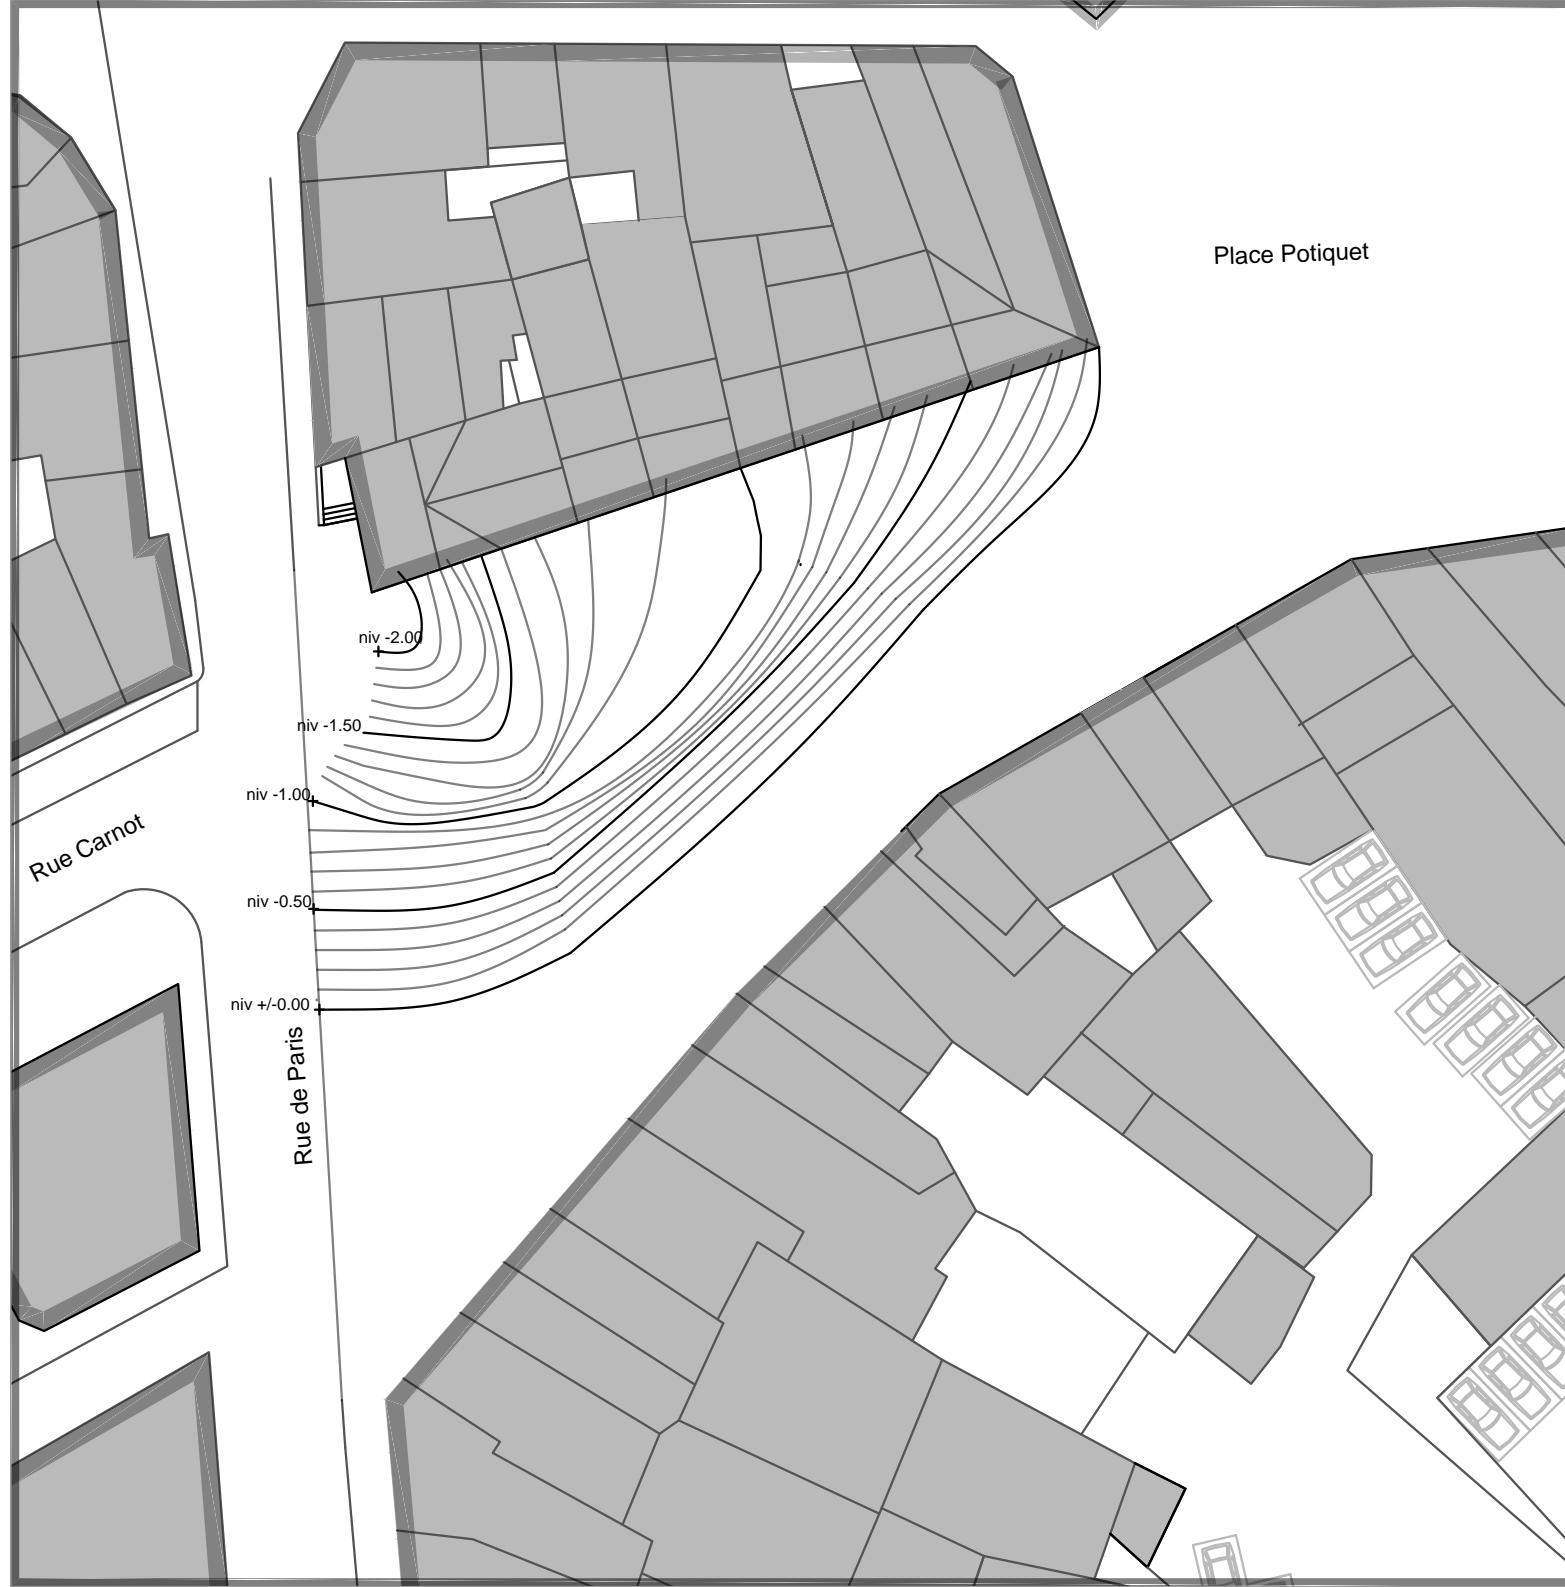 Place Potiquet
niv -2.00
niv -1.50
niv -1.00
Rue Carnot
niv -0.50
niv +/-0.00
Rue de Paris